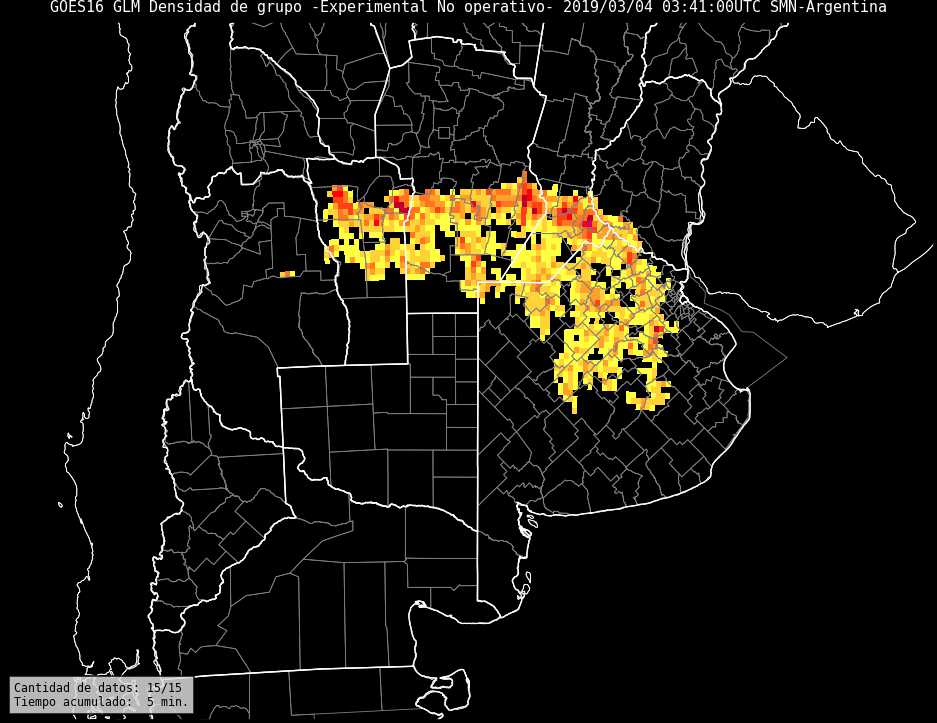 GOES16 GLM Densidad de grupo -Experimental No operativo- 2019/03/04 03:41:00UTC SMN-Argentina
Cantidad de datos: 15/15
Tiempo acumulado:  5 min.